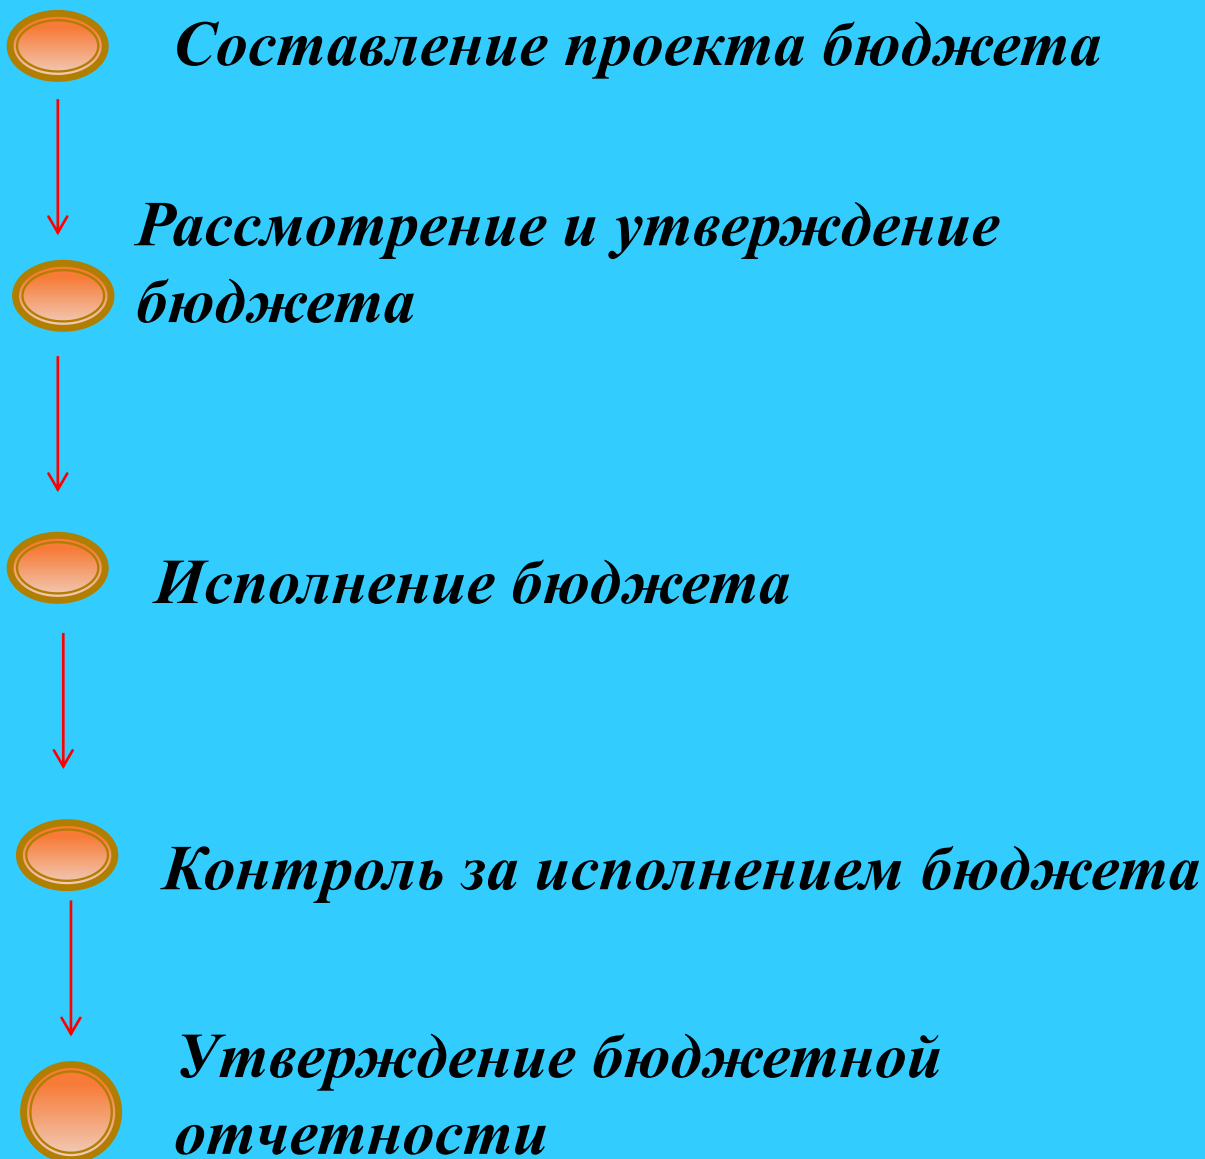 Составление проекта бюджета
Рассмотрение и утверждение
бюджета
Исполнение бюджета
Контроль за исполнением бюджета
Утверждение бюджетной
отчетности